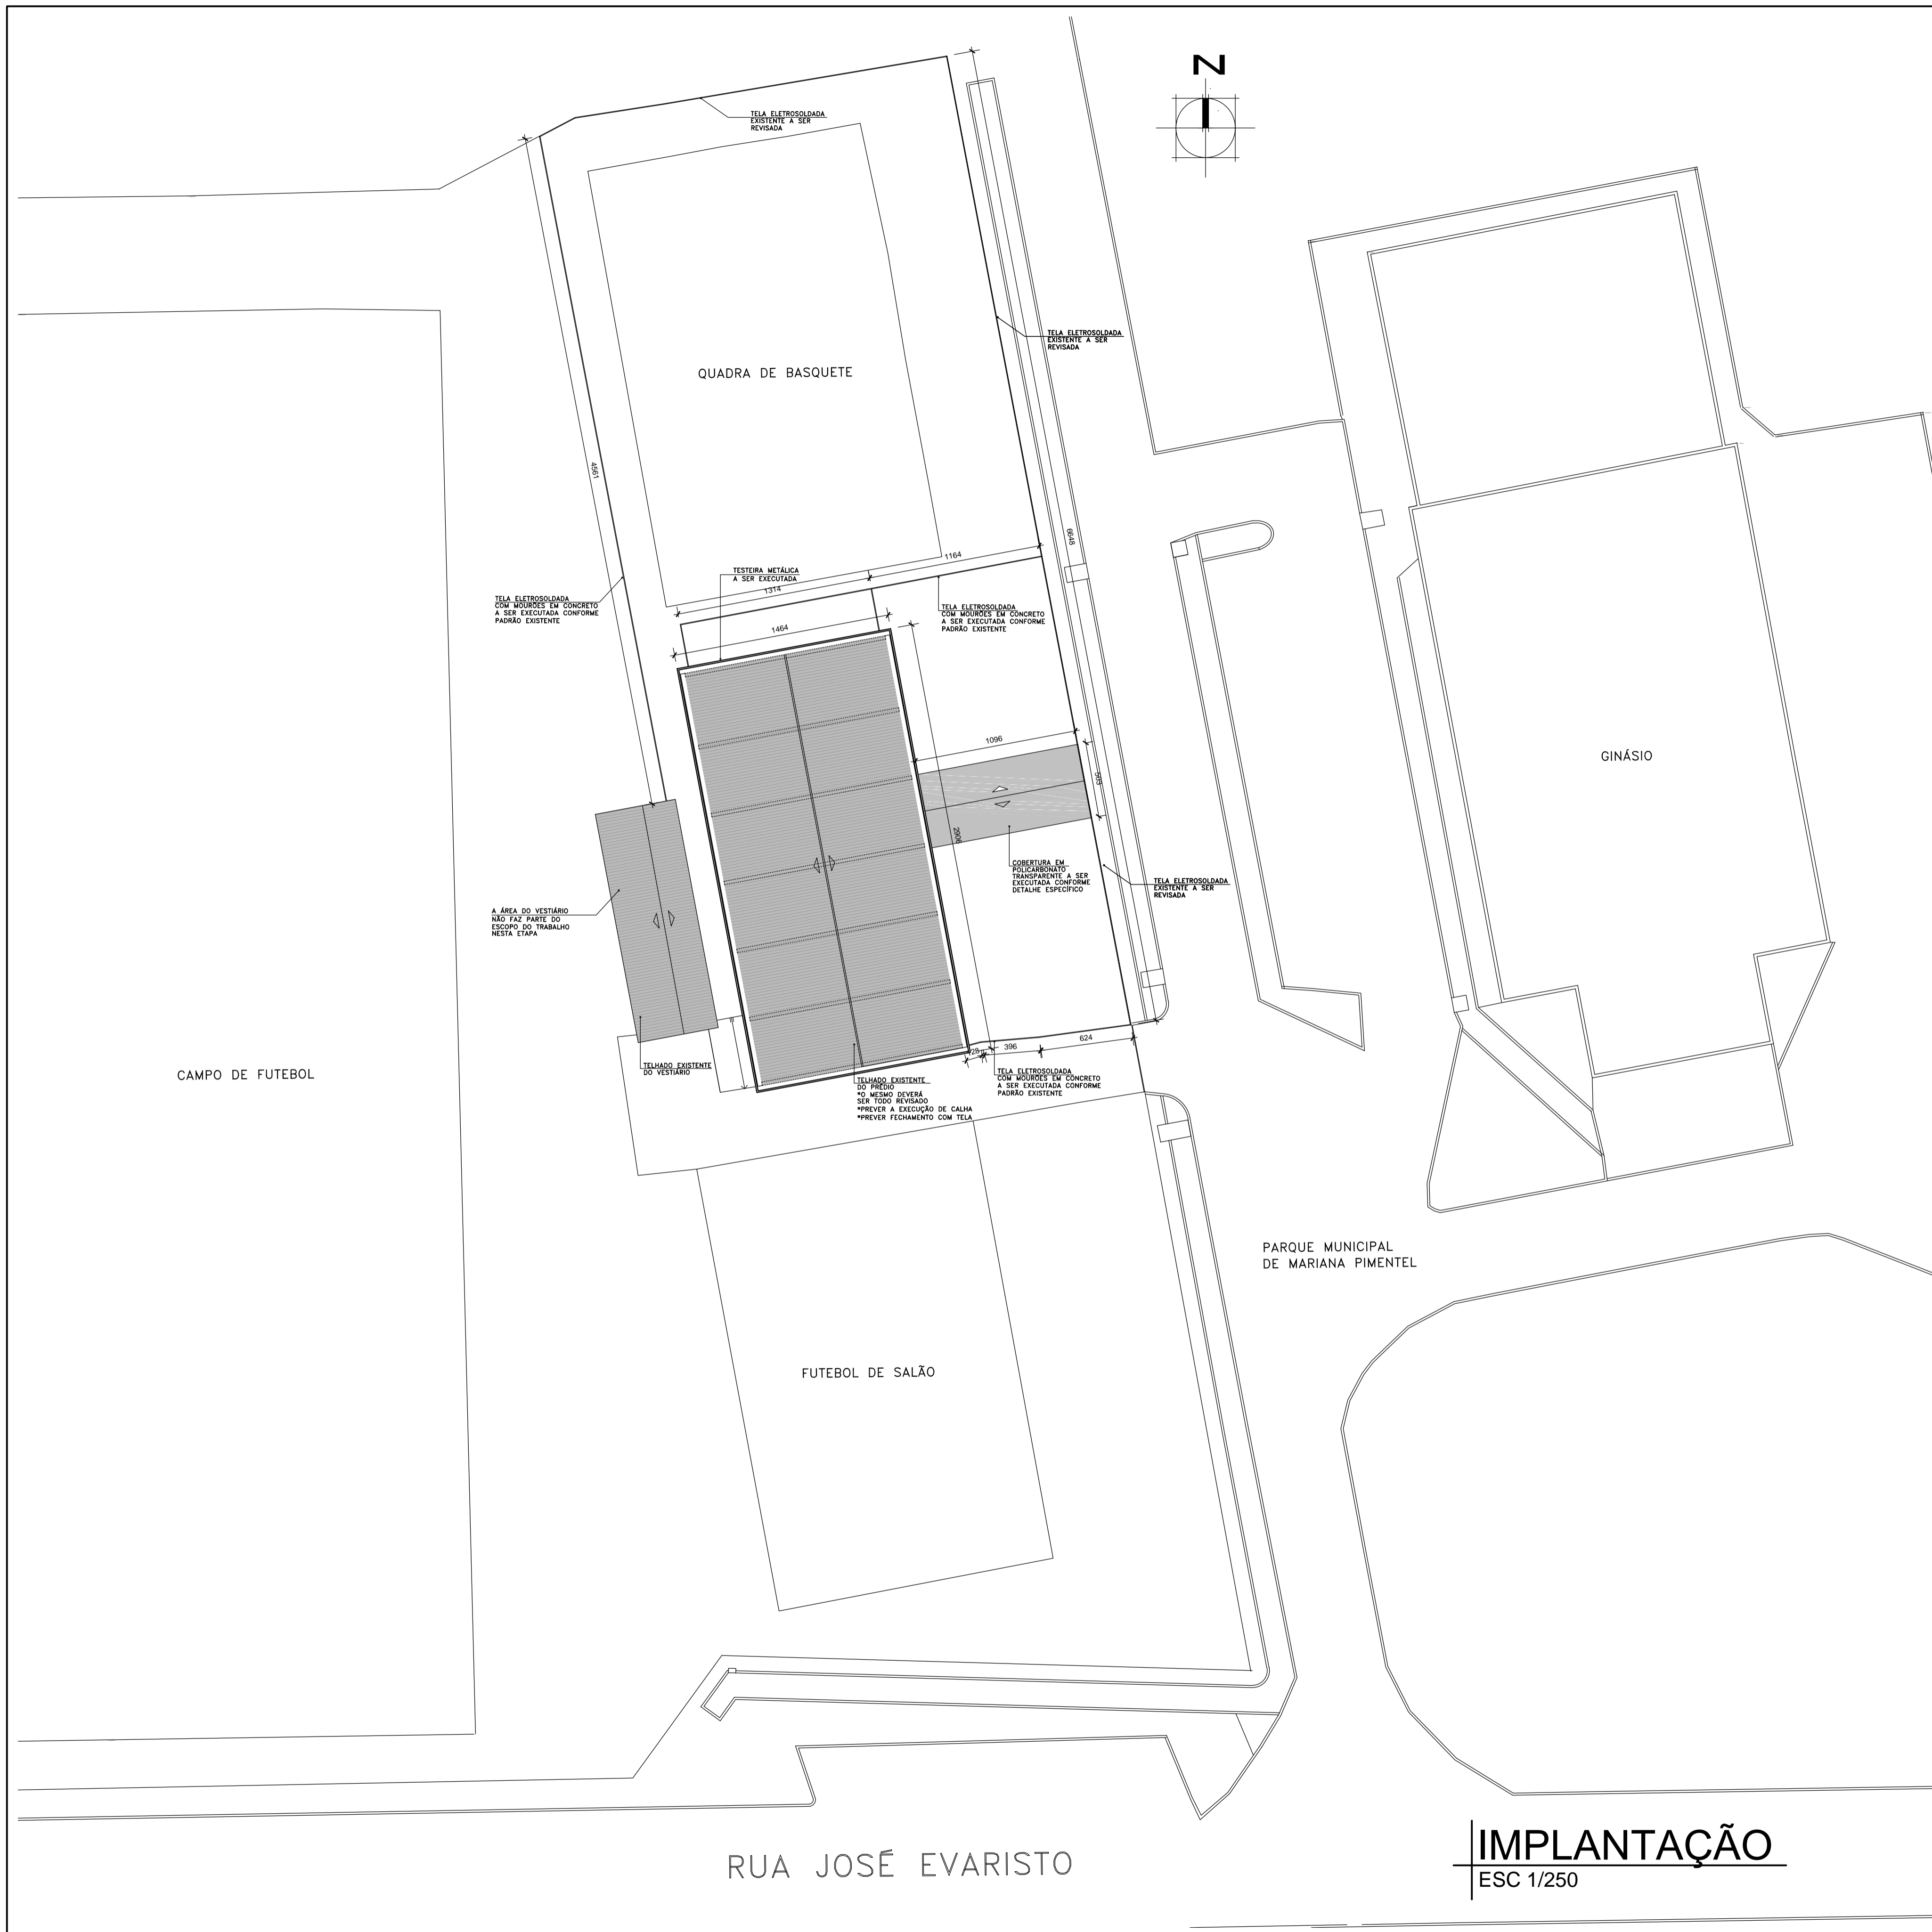 N
TELA ELETROSOLDADA
EXISTENTE A SER
REVISADA
TELA ELETROSOLDADA
EXISTENTE A SER
REVISADA
QUADRA DE BASQUETE
4561
6648
1164
TESTEIRA METÁLICA
A SER EXECUTADA
1314
TELA ELETROSOLDADA
COM MOURÕES EM CONCRETO
A SER EXECUTADA CONFORME
PADRÃO EXISTENTE
TELA ELETROSOLDADA
COM MOURÕES EM CONCRETO
A SER EXECUTADA CONFORME
PADRÃO EXISTENTE
1464
1096
GINÁSIO
2906
COBERTURA EM
POLICARBONATO
TRANSPARENTE A SER
EXECUTADA CONFORME
DETALHE ESPECÍFICO
TELA ELETROSOLDADA
EXISTENTE A SER
REVISADA
A ÁREA DO VESTIÁRIO
NÃO FAZ PARTE DO
ESCOPO DO TRABALHO
NESTA ETAPA
396
624
TELHADO EXISTENTE
DO VESTIÁRIO
CAMPO DE FUTEBOL
TELHADO EXISTENTE
DO PRÉDIO
*O MESMO DEVERÁ
SER TODO REVISADO
*PREVER A EXECUÇÃO DE CALHA
*PREVER FECHAMENTO COM TELA
TELA ELETROSOLDADA
COM MOURÕES EM CONCRETO
A SER EXECUTADA CONFORME
PADRÃO EXISTENTE
PARQUE MUNICIPAL
DE MARIANA PIMENTEL
FUTEBOL DE SALÃO
RUA JOSÉ EVARISTO
IMPLANTAÇÃO
ESC 1/250